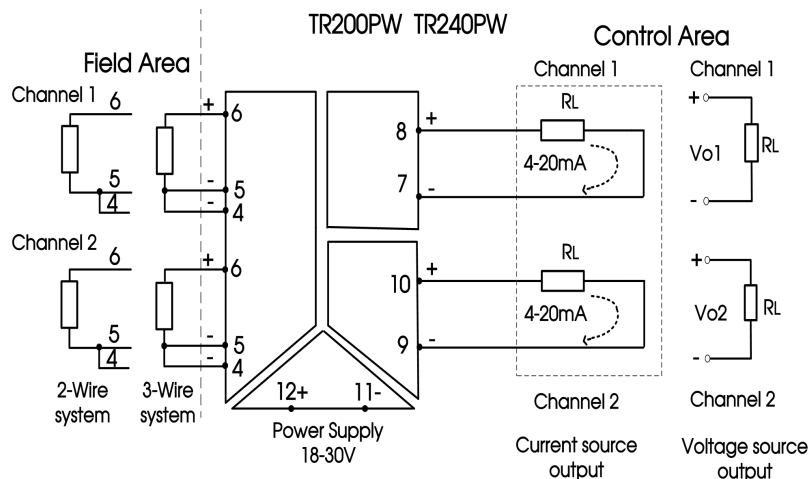 TR200PW TR240PW
Field Area
Control Area
Channel 1
6
5
4
+
6
-
5
-
4
Channel 2
6
5
4
+
6
-
5
-
4
2-Wire
system
3-Wire
system
8
+
7
-
10
+
9
-
12+
11-
Power Supply
18-30V
Channel 1
RL
4-20mA
RL
4-20mA
Channel 2
Current source
output
Channel 1
+
Vo1
RL
-
+
Vo2
RL
-
Channel 2
Voltage source
output